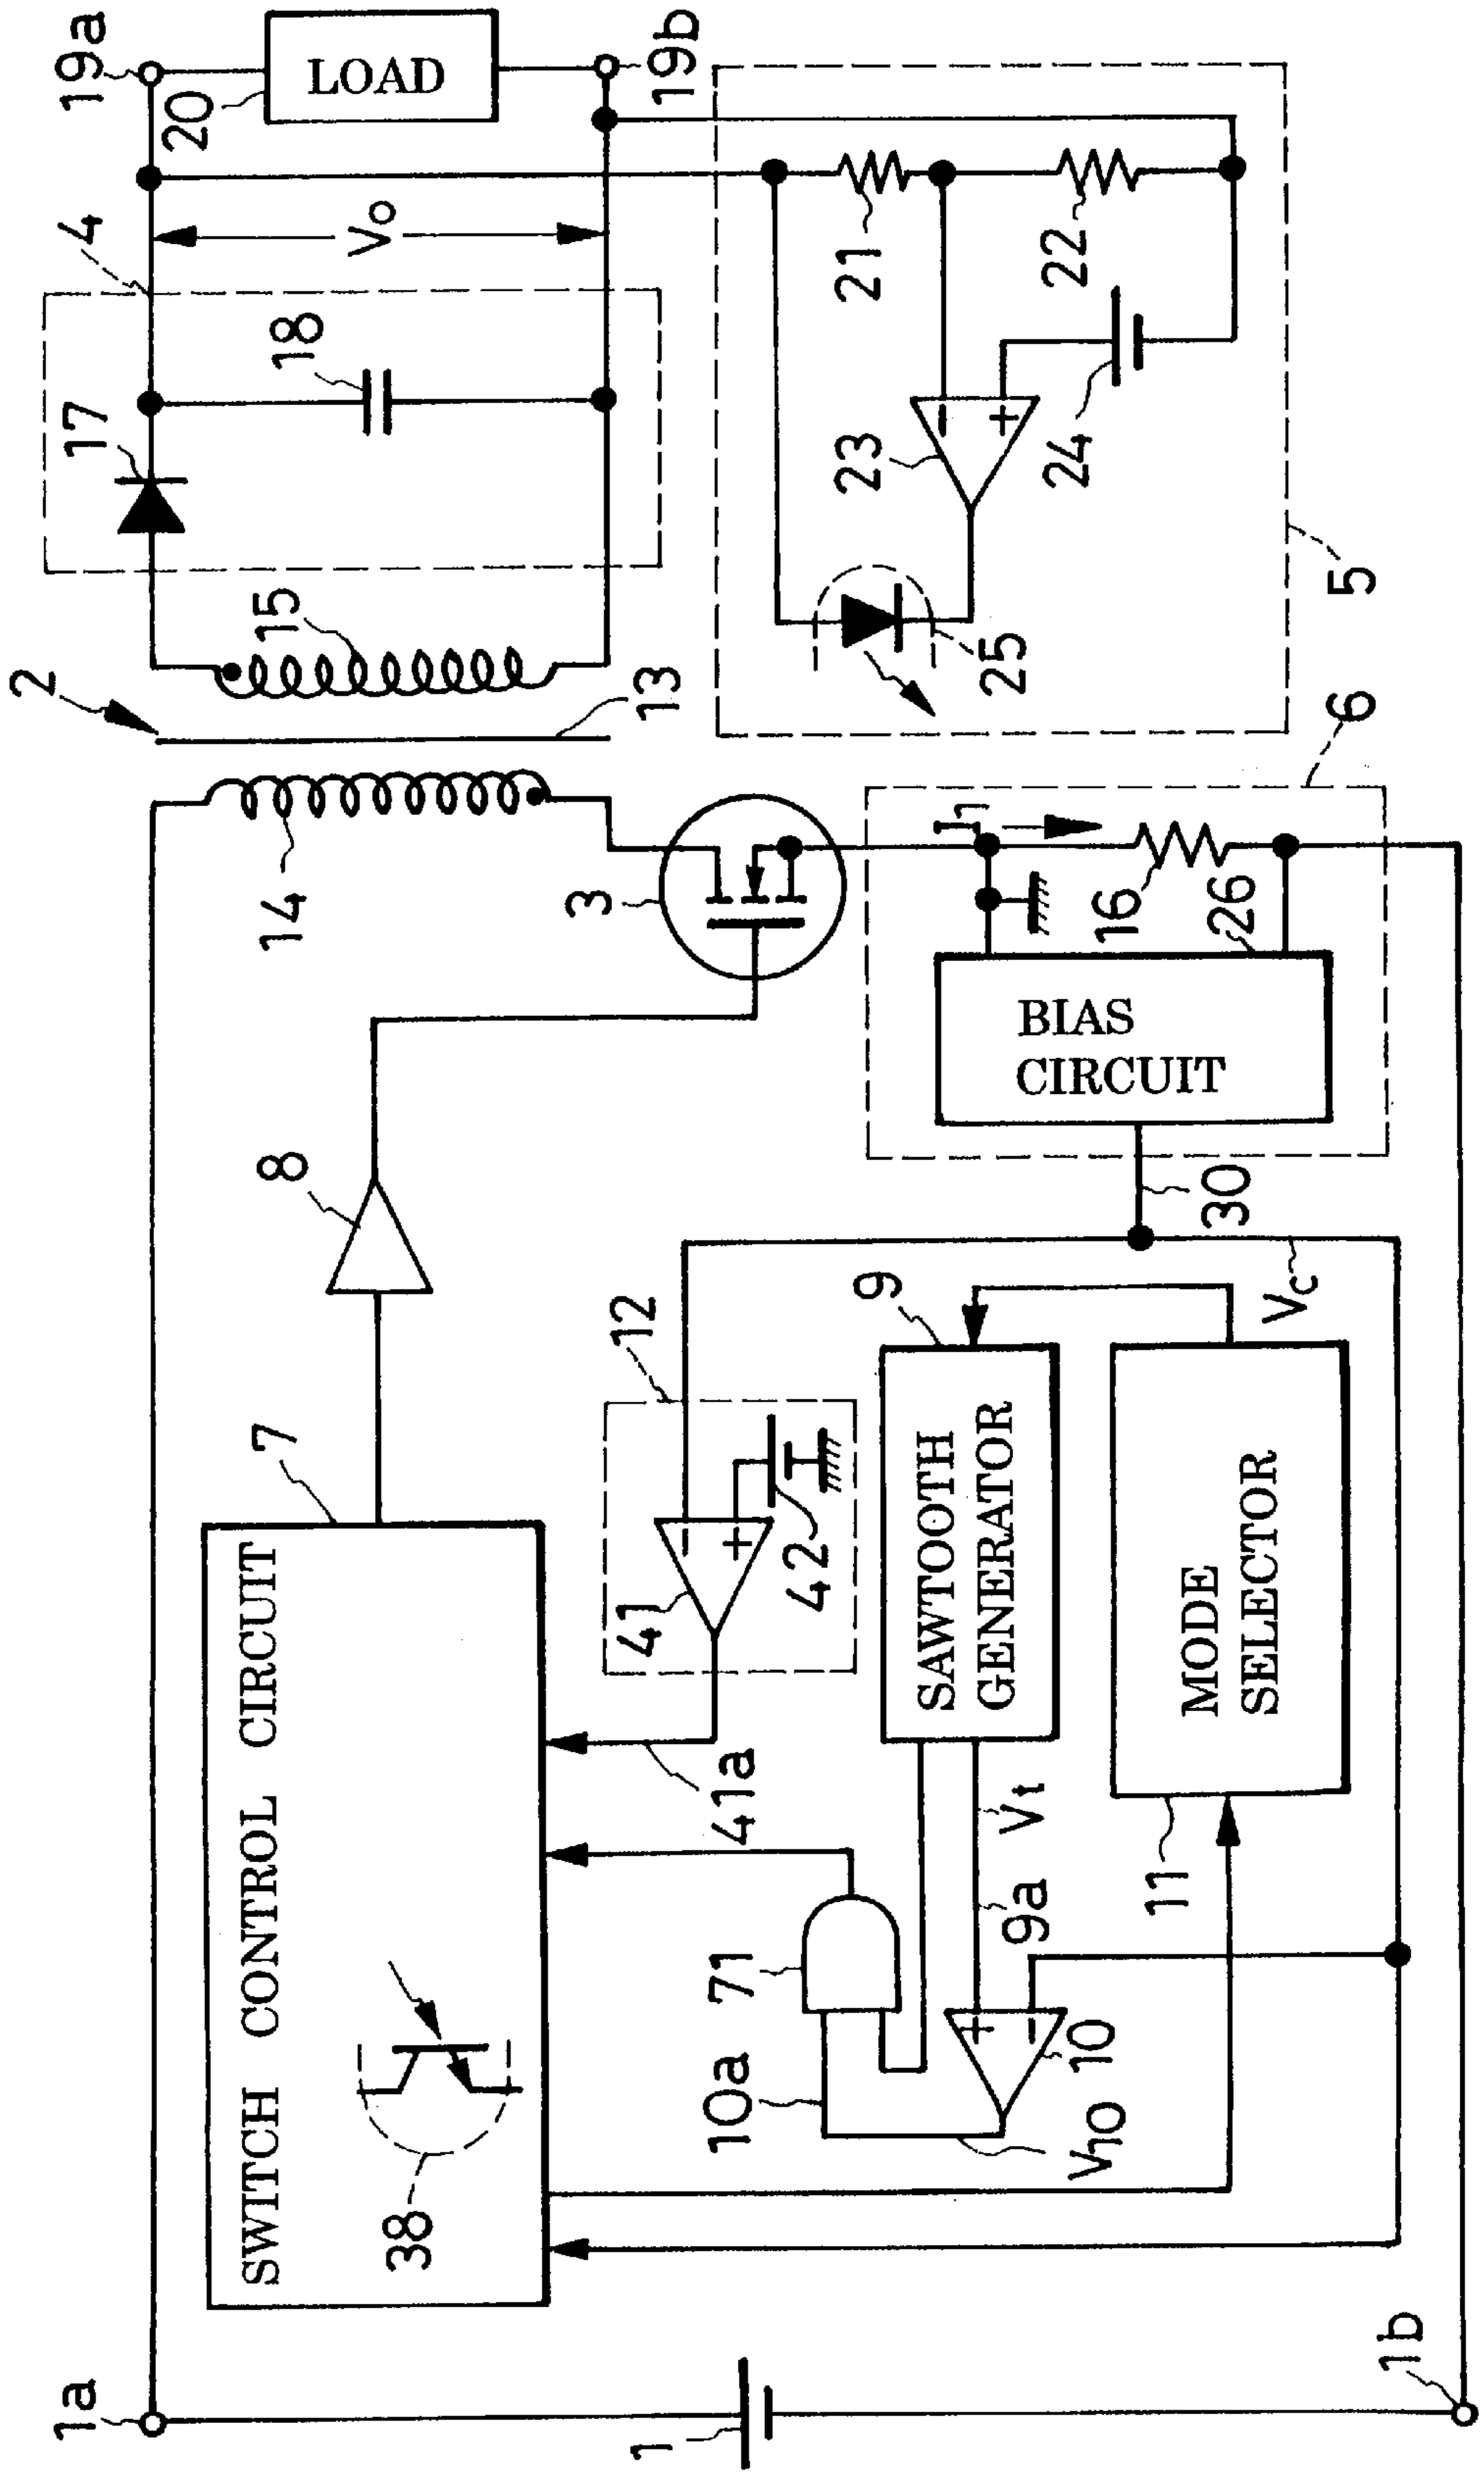 1a
1
1b
SWITCH CONTROL CIRCUIT
38
7
8
14
2
13
15
17
18
4
Vo
19a
20
LOAD
19b
3
12
41
42
41a
71
10a
V10
10
9
SAWTOOTH
GENERATOR
9a
Vt
11
MODE
SELECTOR
Vc
30
BIAS
CIRCUIT
26
16
I1
6
5
21
22
23
24
25
+
−
+
−
+
−